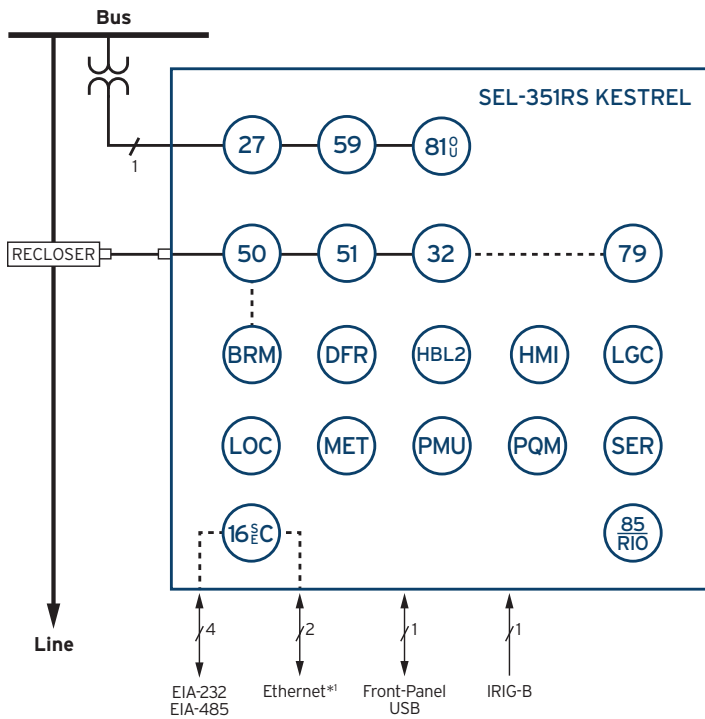 Bus
SEL-351RS KESTREL
27
59
81 O U
1
RECLOSER
50
51
32
79
BRM
DFR
HBL2
HMI
LGC
LOC
MET
PMU
PQM
SER
16 S E C
85
RIO
4
2
1
1
Line
EIA-232
EIA-485
Ethernet*1
Front-Panel
USB
IRIG-B